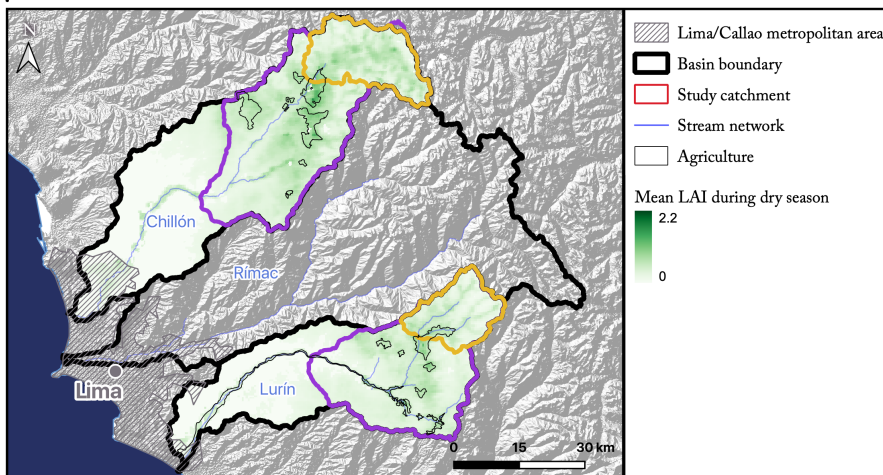 N
Chillón
Rímac
Lima
Lurín
0 15 30 km
Lima/Callao metropolitan area
Basin boundary
Study catchment
Stream network
Agriculture
Mean LAI during dry season
2.2
0